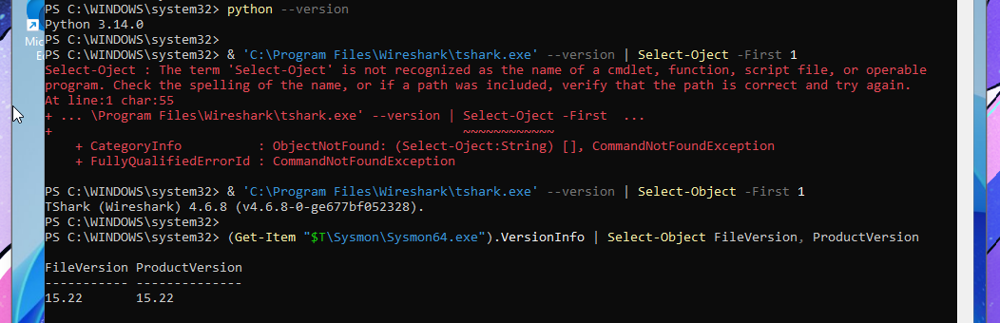 PS C:\WINDOWS\system32> python --version
Python 3.14.0
PS C:\WINDOWS\system32>
PS C:\WINDOWS\system32> & 'C:\Program Files\Wireshark\tshark.exe' --version | Select-Oject -First 1
Select-Oject : The term 'Select-Oject' is not recognized as the name of a cmdlet, function, script file, or operable
program. Check the spelling of the name, or if a path was included, verify that the path is correct and try again.
At line:1 char:55
+ ... \Program Files\Wireshark\tshark.exe' --version | Select-Oject -First  ...
+                                                      ~~~~~~~~~~~~
    + CategoryInfo          : ObjectNotFound: (Select-Oject:String) [], CommandNotFoundException
    + FullyQualifiedErrorId : CommandNotFoundException
PS C:\WINDOWS\system32> & 'C:\Program Files\Wireshark\tshark.exe' --version | Select-Object -First 1
TShark (Wireshark) 4.6.8 (v4.6.8-0-ge677bf052328).
PS C:\WINDOWS\system32>
PS C:\WINDOWS\system32> (Get-Item "$T\Sysmon\Sysmon64.exe").VersionInfo | Select-Object FileVersion, ProductVersion
FileVersion ProductVersion
----------- --------------
15.22       15.22